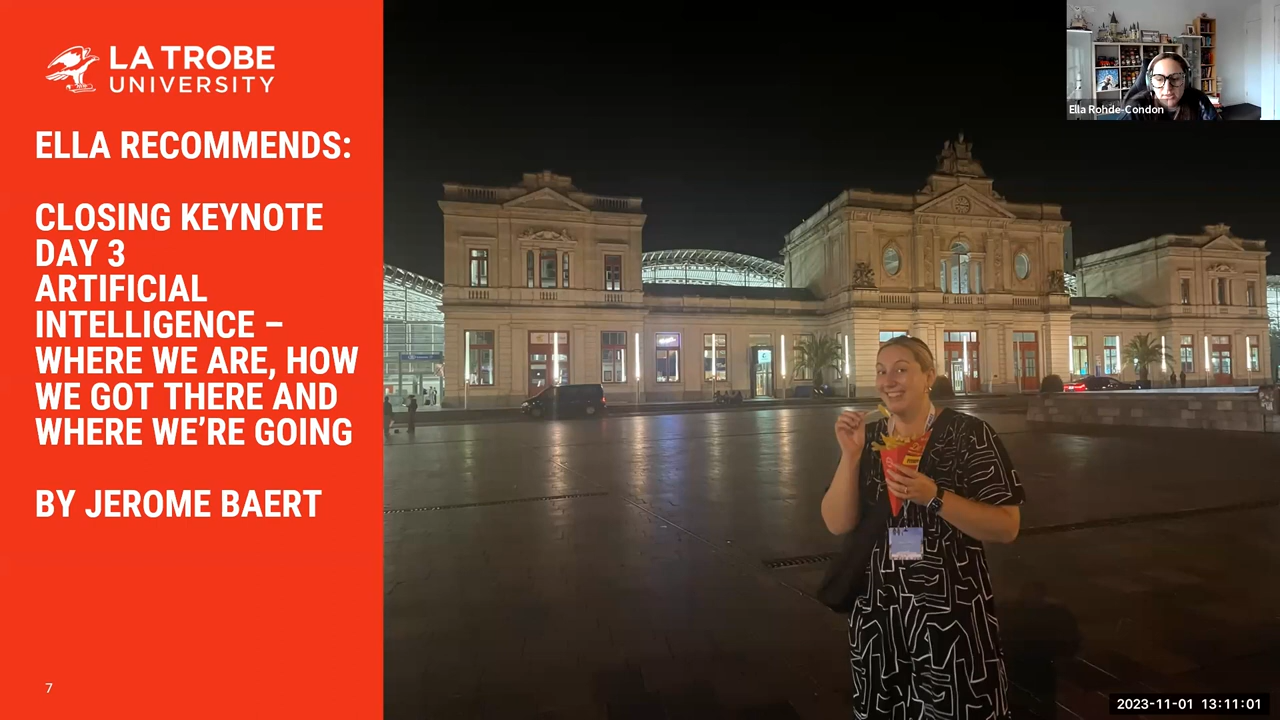 LA TROBE
UNIVERSITY
ELLA RECOMMENDS:
CLOSING KEYNOTE
DAY 3
ARTIFICIAL
INTELLIGENCE –
WHERE WE ARE, HOW
WE GOT THERE AND
WHERE WE'RE GOING
BY JEROME BAERT
7
Ella Rohde-Condon
2023-11-01 13:11:01